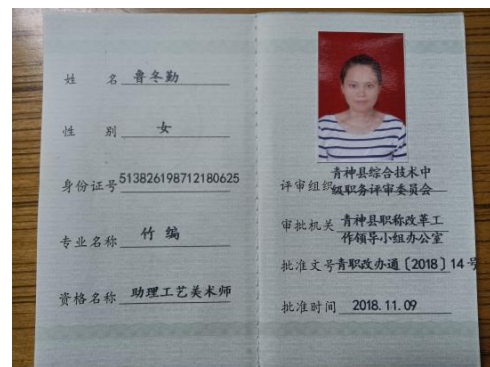 姓 名 鲁冬勤
性 别 女
身份证号 513826198712180625
专业名称 竹编
资格名称 助理工艺美术师
评审组织 青神县综合技术中
级职务评审委员会
审批机关 青神县职称改革工
作领导小组办公室
批准文号 青职改办通〔2018〕14号
批准时间 2018.11.09